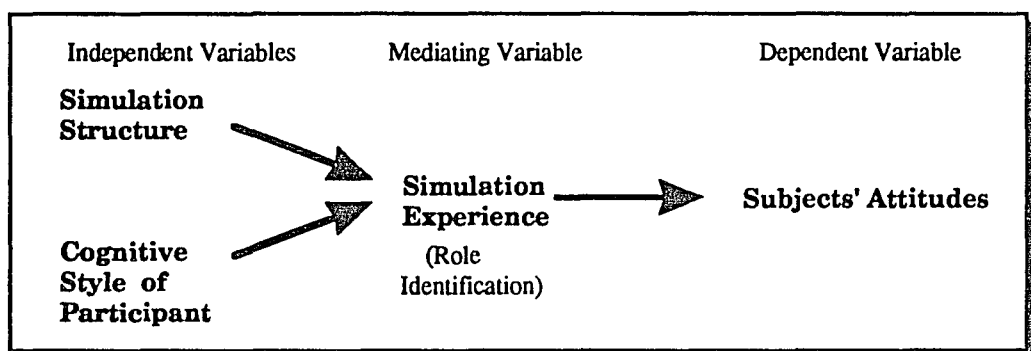 Independent Variables
Mediating Variable
Dependent Variable
Simulation
Structure
Simulation
Experience
(Role
Identification)
Subjects' Attitudes
Cognitive
Style of
Participant